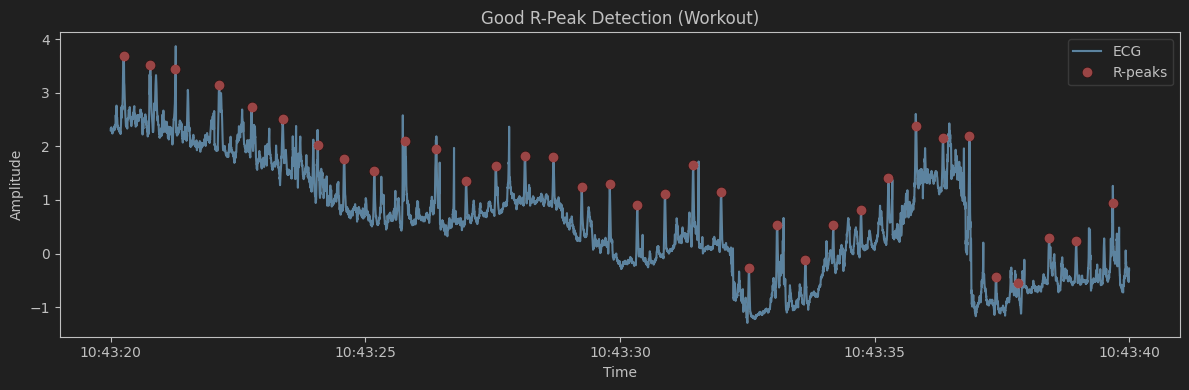 Good R-Peak Detection (Workout)
ECG
R-peaks
Amplitude
4
3
2
1
0
−1
10:43:20
10:43:25
10:43:30
10:43:35
10:43:40
Time